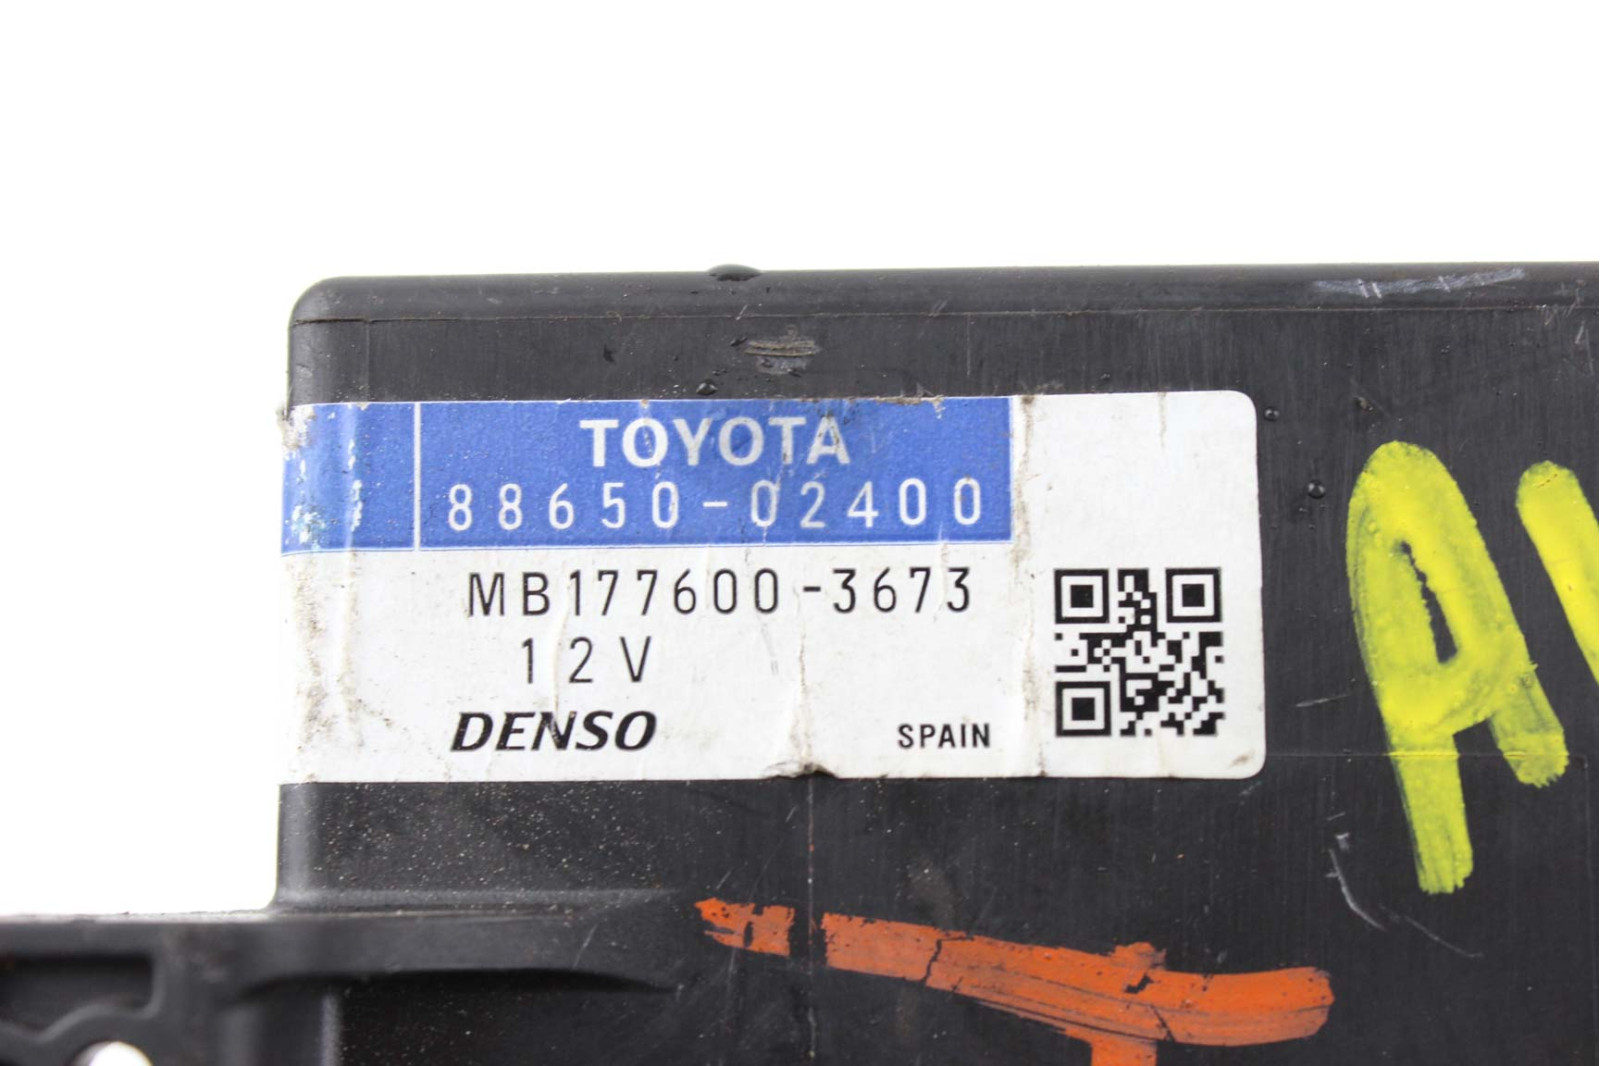 TOYOTA
88650-02400
MB177600-3673
12V
DENSO SPAIN
A